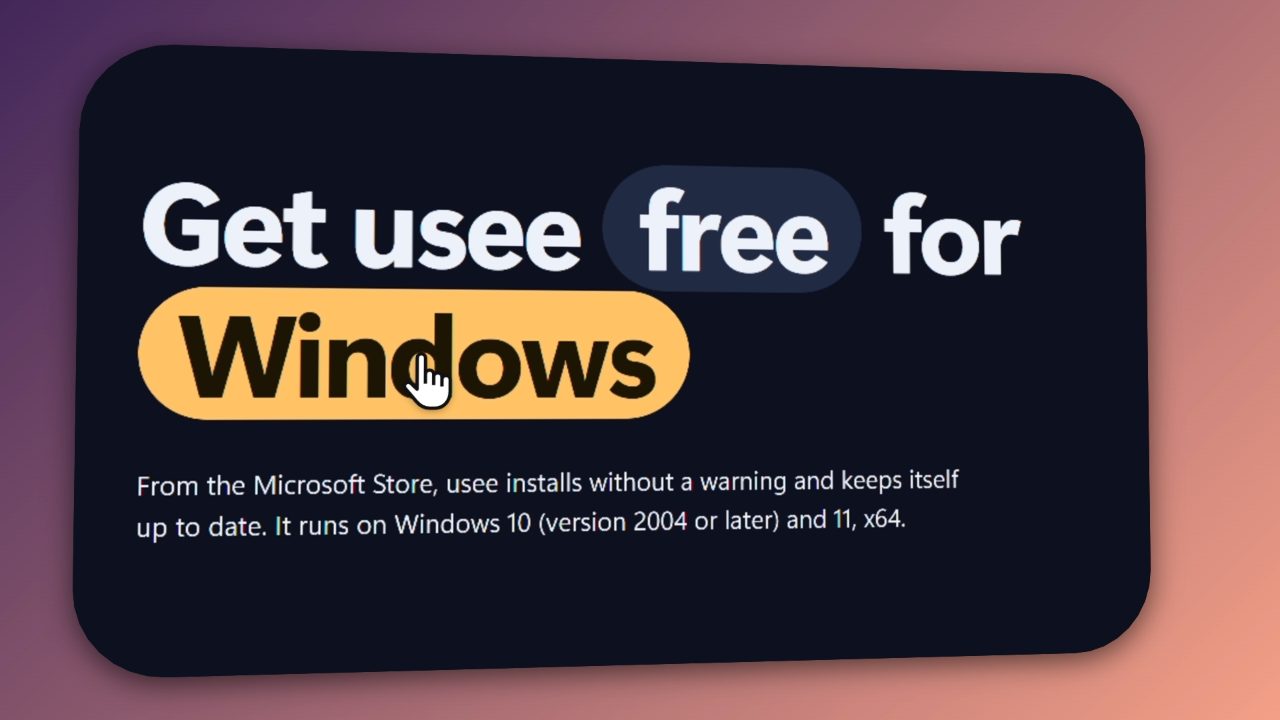 Get usee free for
Windows
From the Microsoft Store, usee installs without a warning and keeps itself
up to date. It runs on Windows 10 (version 2004 or later) and 11, x64.